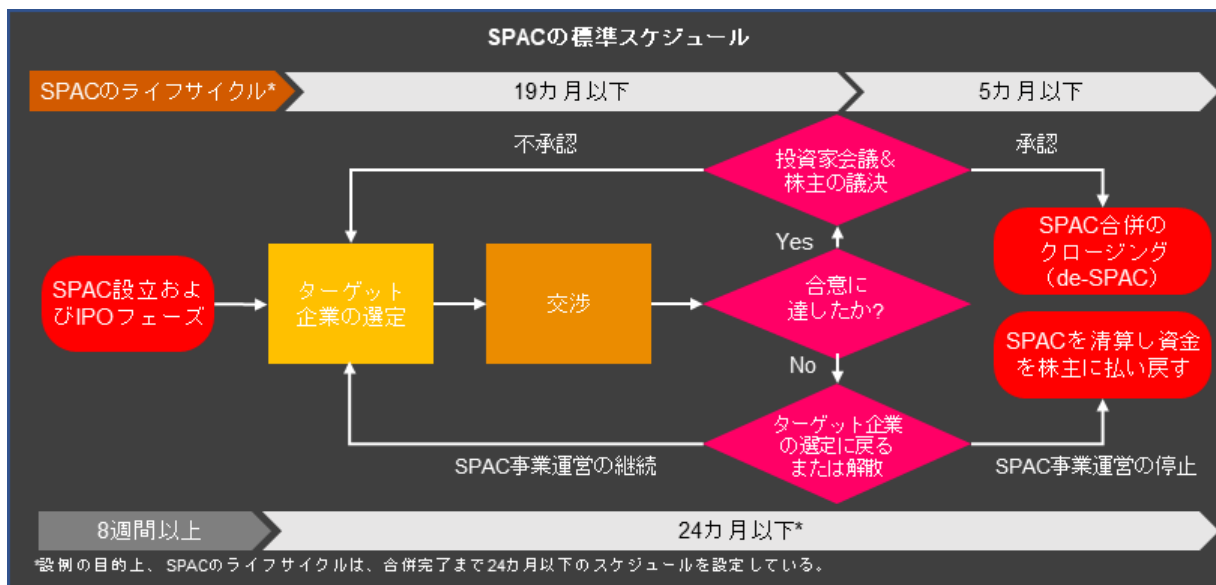 SPACの標準スケジュール
SPACのライフサイクル*
19カ月以下
5カ月以下
不承認
投資家会議&
株主の議決
承認
SPAC設立およ
びIPOフェーズ
ターゲット
企業の選定
交渉
Yes
合意に
達したか?
No
SPAC合併の
クロージング
（de-SPAC）
SPACを清算し資金
を株主に払い戻す
ターゲット企業
の選定に戻る
または解散
SPAC事業運営の継続
SPAC事業運営の停止
8週間以上
24カ月以下*
*設例の目的上、SPACのライフサイクルは、合併完了まで24カ月以下のスケジュールを設定している。